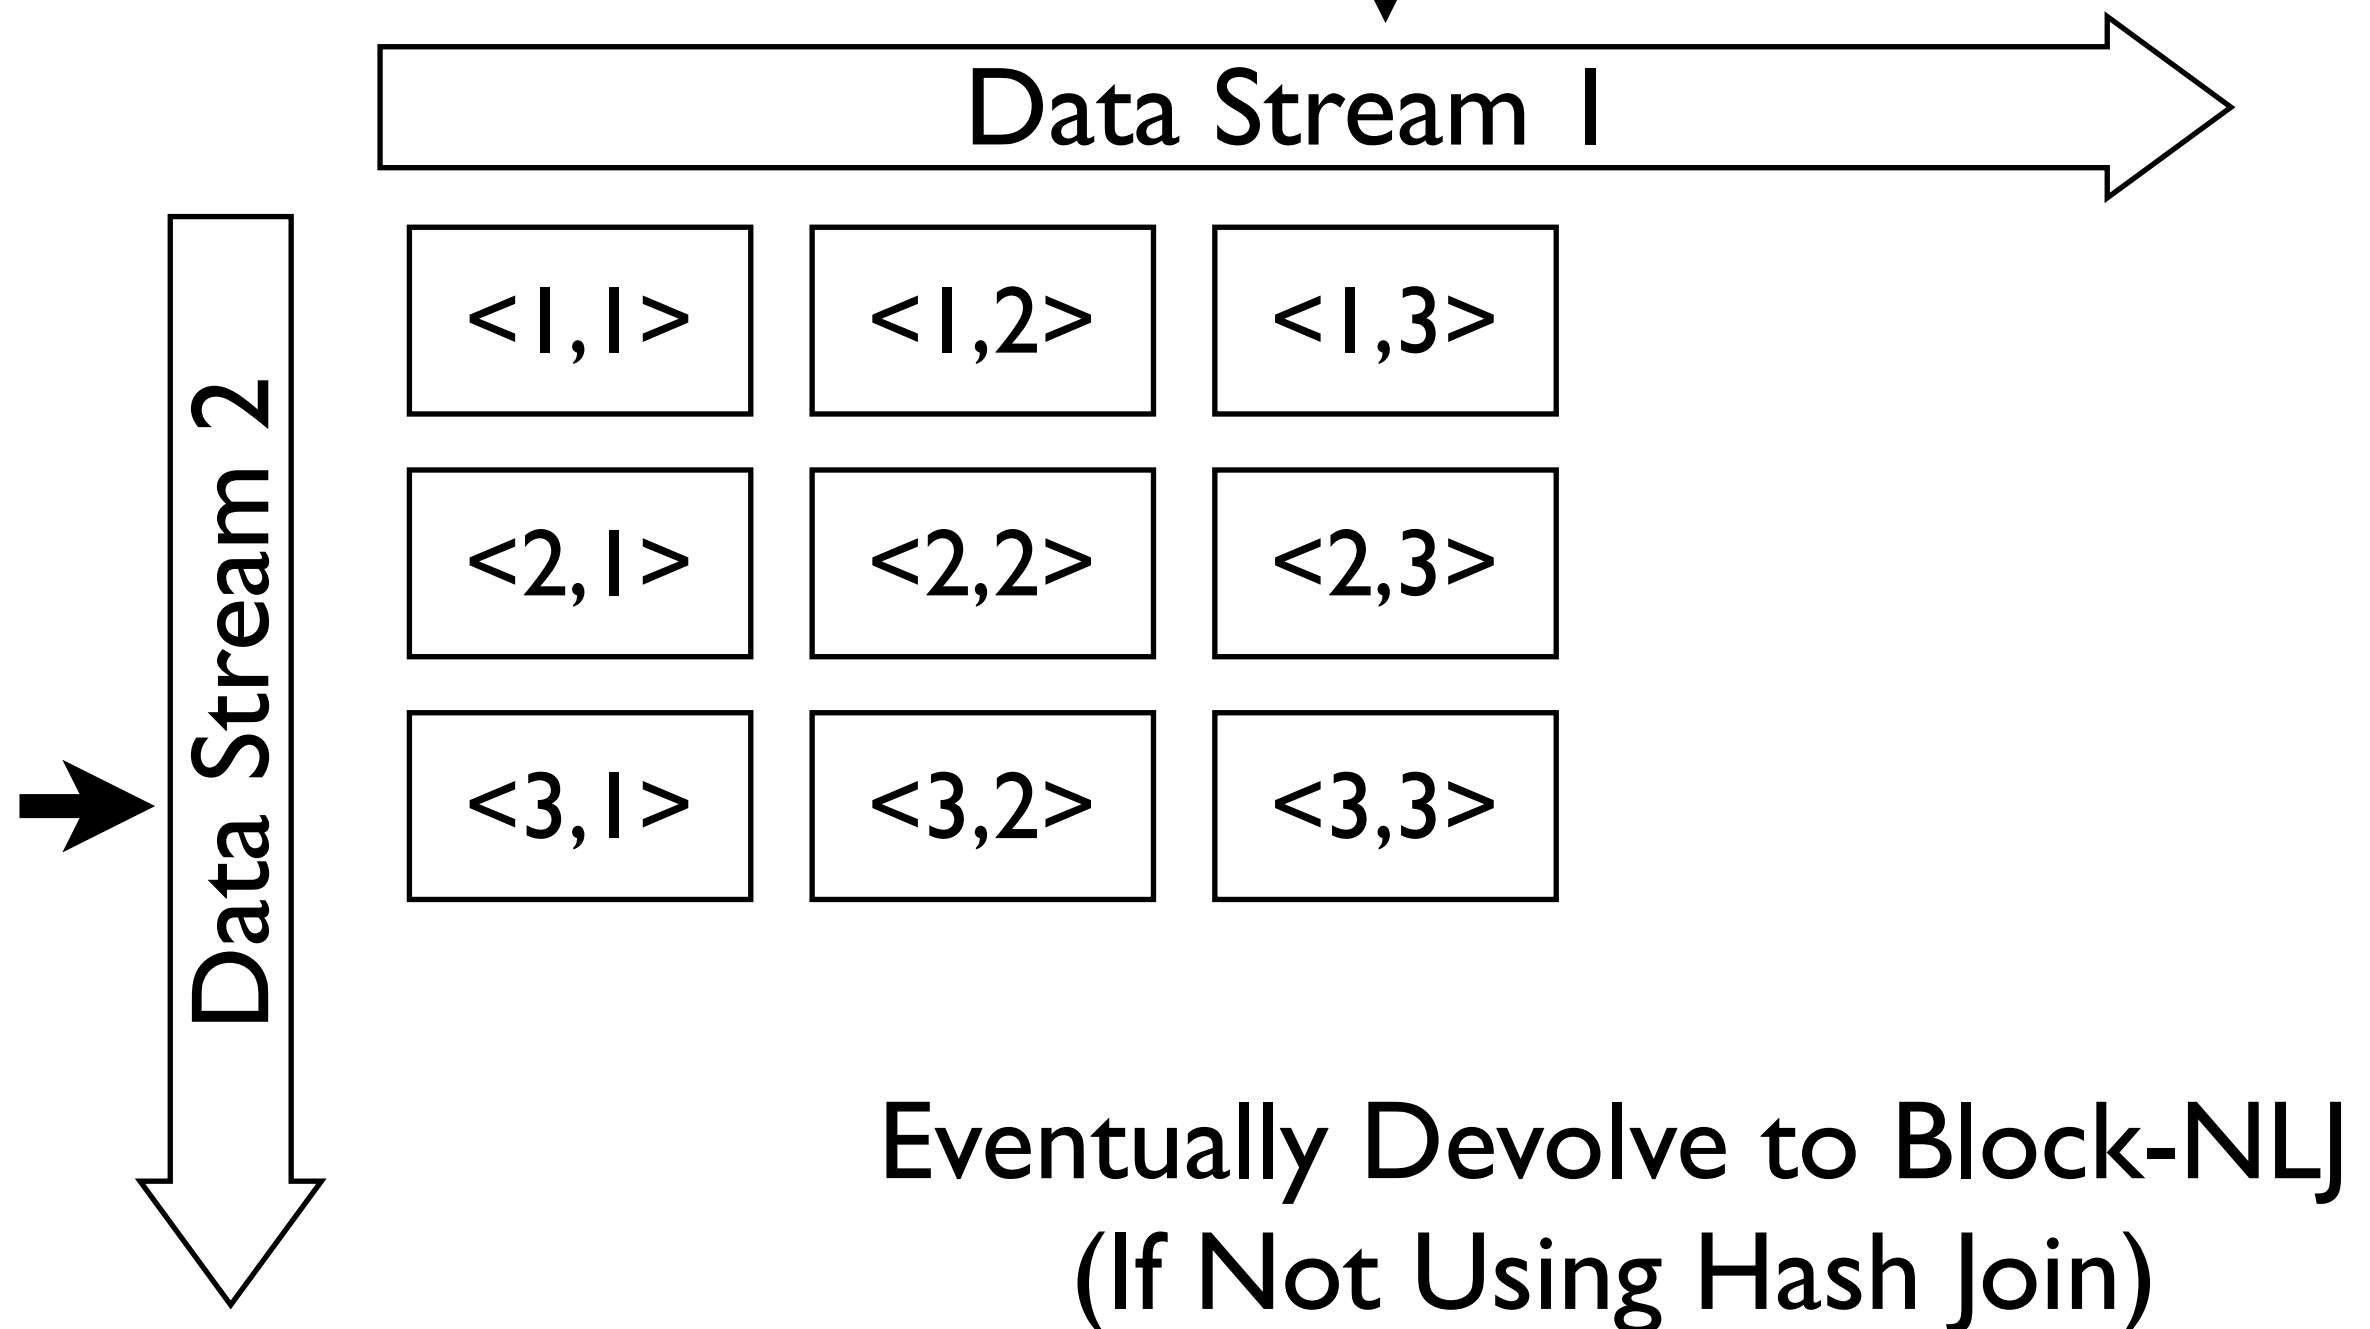 Data Stream 1
Data Stream 2
<1,1> <1,2> <1,3>
<2,1> <2,2> <2,3>
<3,1> <3,2> <3,3>
Eventually Devolve to Block-NLJ
(If Not Using Hash Join)